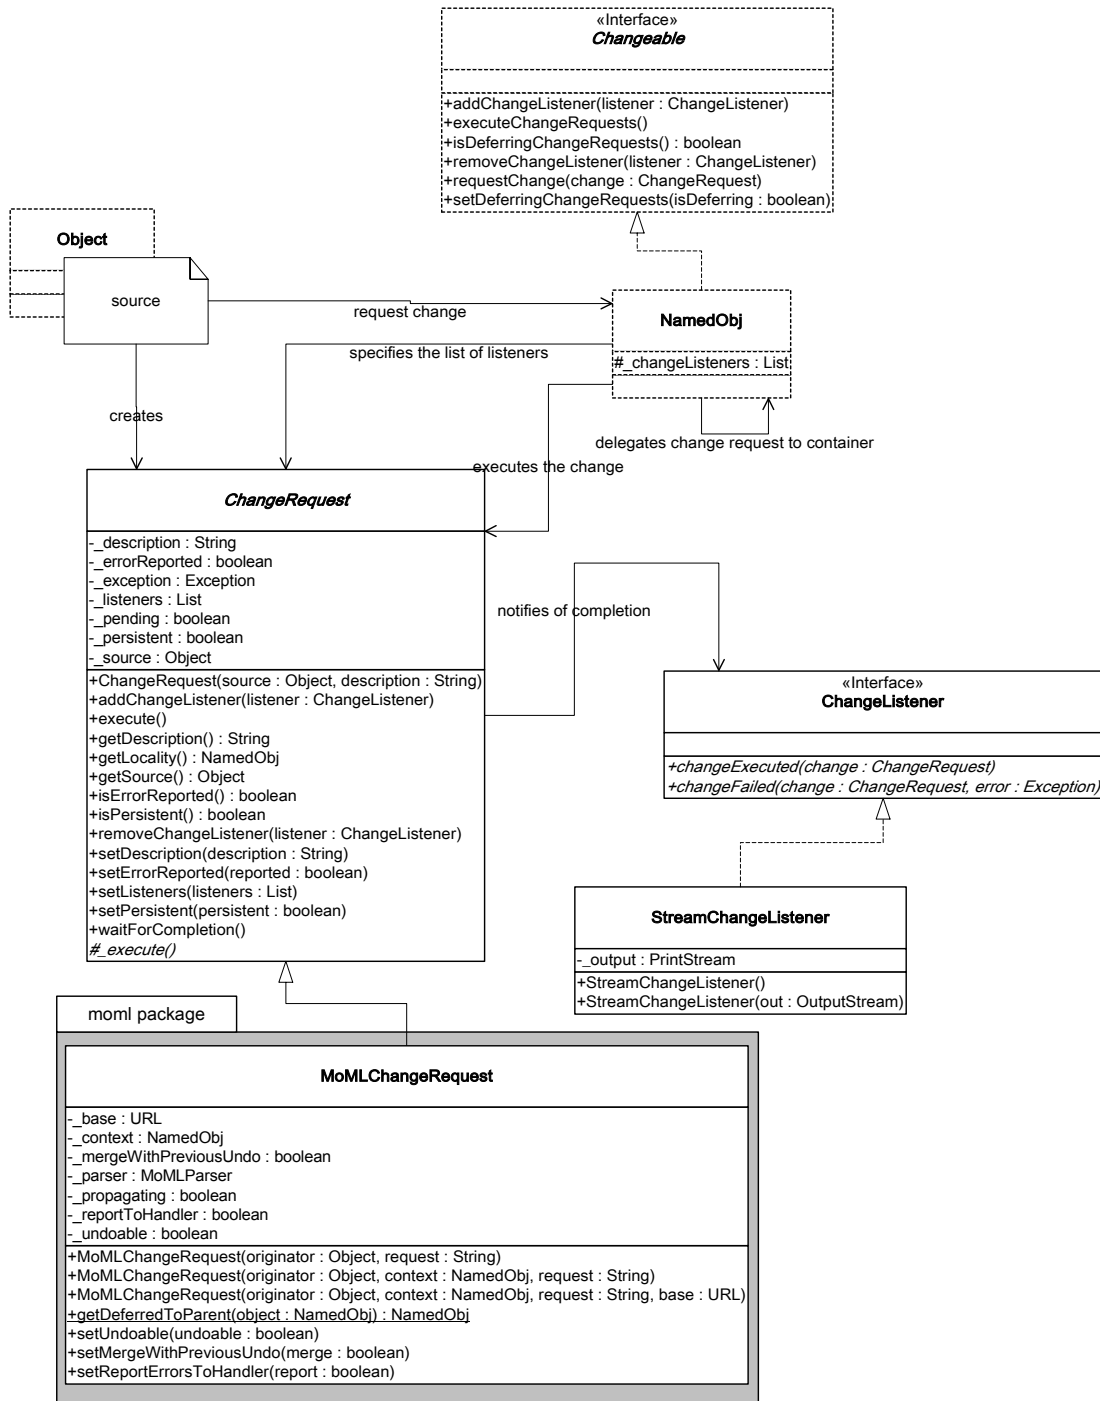 «Interface»
Changeable
+addChangeListener(listener : ChangeListener)
+executeChangeRequests()
+isDeferringChangeRequests() : boolean
+removeChangeListener(listener : ChangeListener)
+requestChange(change : ChangeRequest)
+setDeferringChangeRequests(isDeferring : boolean)
Object
source
request change
NamedObj
#_changeListeners : List
specifies the list of listeners
creates
delegates change request to container
executes the change
ChangeRequest
-_description : String
-_errorReported : boolean
-_exception : Exception
-_listeners : List
-_pending : boolean
-_persistent : boolean
-_source : Object
+ChangeRequest(source : Object, description : String)
+addChangeListener(listener : ChangeListener)
+execute()
+getDescription() : String
+getLocality() : NamedObj
+getSource() : Object
+isErrorReported() : boolean
+isPersistent() : boolean
+removeChangeListener(listener : ChangeListener)
+setDescription(description : String)
+setErrorReported(reported : boolean)
+setListeners(listeners : List)
+setPersistent(persistent : boolean)
+waitForCompletion()
#_execute()
notifies of completion
«Interface»
ChangeListener
+changeExecuted(change : ChangeRequest)
+changeFailed(change : ChangeRequest, error : Exception)
StreamChangeListener
-_output : PrintStream
+StreamChangeListener()
+StreamChangeListener(out : OutputStream)
moml package
MoMLChangeRequest
-_base : URL
-_context : NamedObj
-_mergeWithPreviousUndo : boolean
-_parser : MoMLParser
-_propagating : boolean
-_reportToHandler : boolean
-_undoable : boolean
+MoMLChangeRequest(originator : Object, request : String)
+MoMLChangeRequest(originator : Object, context : NamedObj, request : String)
+MoMLChangeRequest(originator : Object, context : NamedObj, request : String, base : URL)
+getDeferredToParent(object : NamedObj) : NamedObj
+setUndoable(undoable : boolean)
+setMergeWithPreviousUndo(merge : boolean)
+setReportErrorsToHandler(report : boolean)